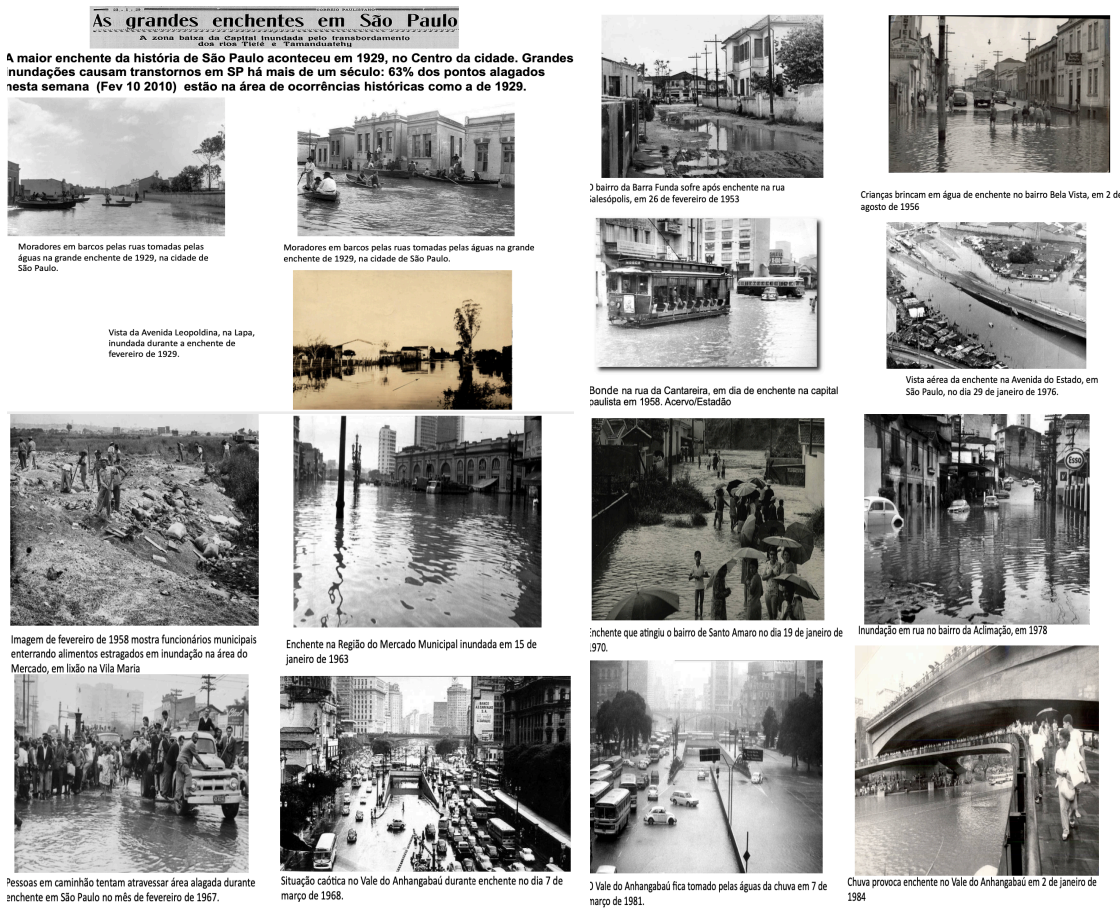 CORREIO PAULISTANO
As grandes enchentes em São Paulo
A zona baixa da Capital inundada pelo transbordamento
dos rios Tietê e Tamanduatehy
A maior enchente da história de São Paulo aconteceu em 1929, no Centro da cidade. Grandes
inundações causam transtornos em SP há mais de um século: 63% dos pontos alagados
nesta semana (Fev 10 2010) estão na área de ocorrências históricas como a de 1929.
Moradores em barcos pelas ruas tomadas pelas
águas na grande enchente de 1929, na cidade de
São Paulo.
Moradores em barcos pelas ruas tomadas pelas águas na grande
enchente de 1929, na cidade de São Paulo.
Vista da Avenida Leopoldina, na Lapa,
inundada durante a enchente de
fevereiro de 1929.
O bairro da Barra Funda sofre após enchente na rua
Salesópolis, em 26 de fevereiro de 1953
Crianças brincam em água de enchente no bairro Bela Vista, em 2 de
agosto de 1956
Bonde na rua da Cantareira, em dia de enchente na capital
paulista em 1958. Acervo/Estadão
Vista aérea da enchente na Avenida do Estado, em
São Paulo, no dia 29 de janeiro de 1976.
Imagem de fevereiro de 1958 mostra funcionários municipais
enterrando alimentos estragados em inundação na área do
Mercado, em lixão na Vila Maria
Enchente na Região do Mercado Municipal inundada em 15 de
janeiro de 1963
Enchente que atingiu o bairro de Santo Amaro no dia 19 de janeiro de
1970.
Esso
Inundação em rua no bairro da Aclimação, em 1978
Pessoas em caminhão tentam atravessar área alagada durante
enchente em São Paulo no mês de fevereiro de 1967.
Situação caótica no Vale do Anhangabaú durante enchente no dia 7 de
março de 1968.
O Vale do Anhangabaú fica tomado pelas águas da chuva em 7 de
março de 1981.
Chuva provoca enchente no Vale do Anhangabaú em 2 de janeiro de
1984